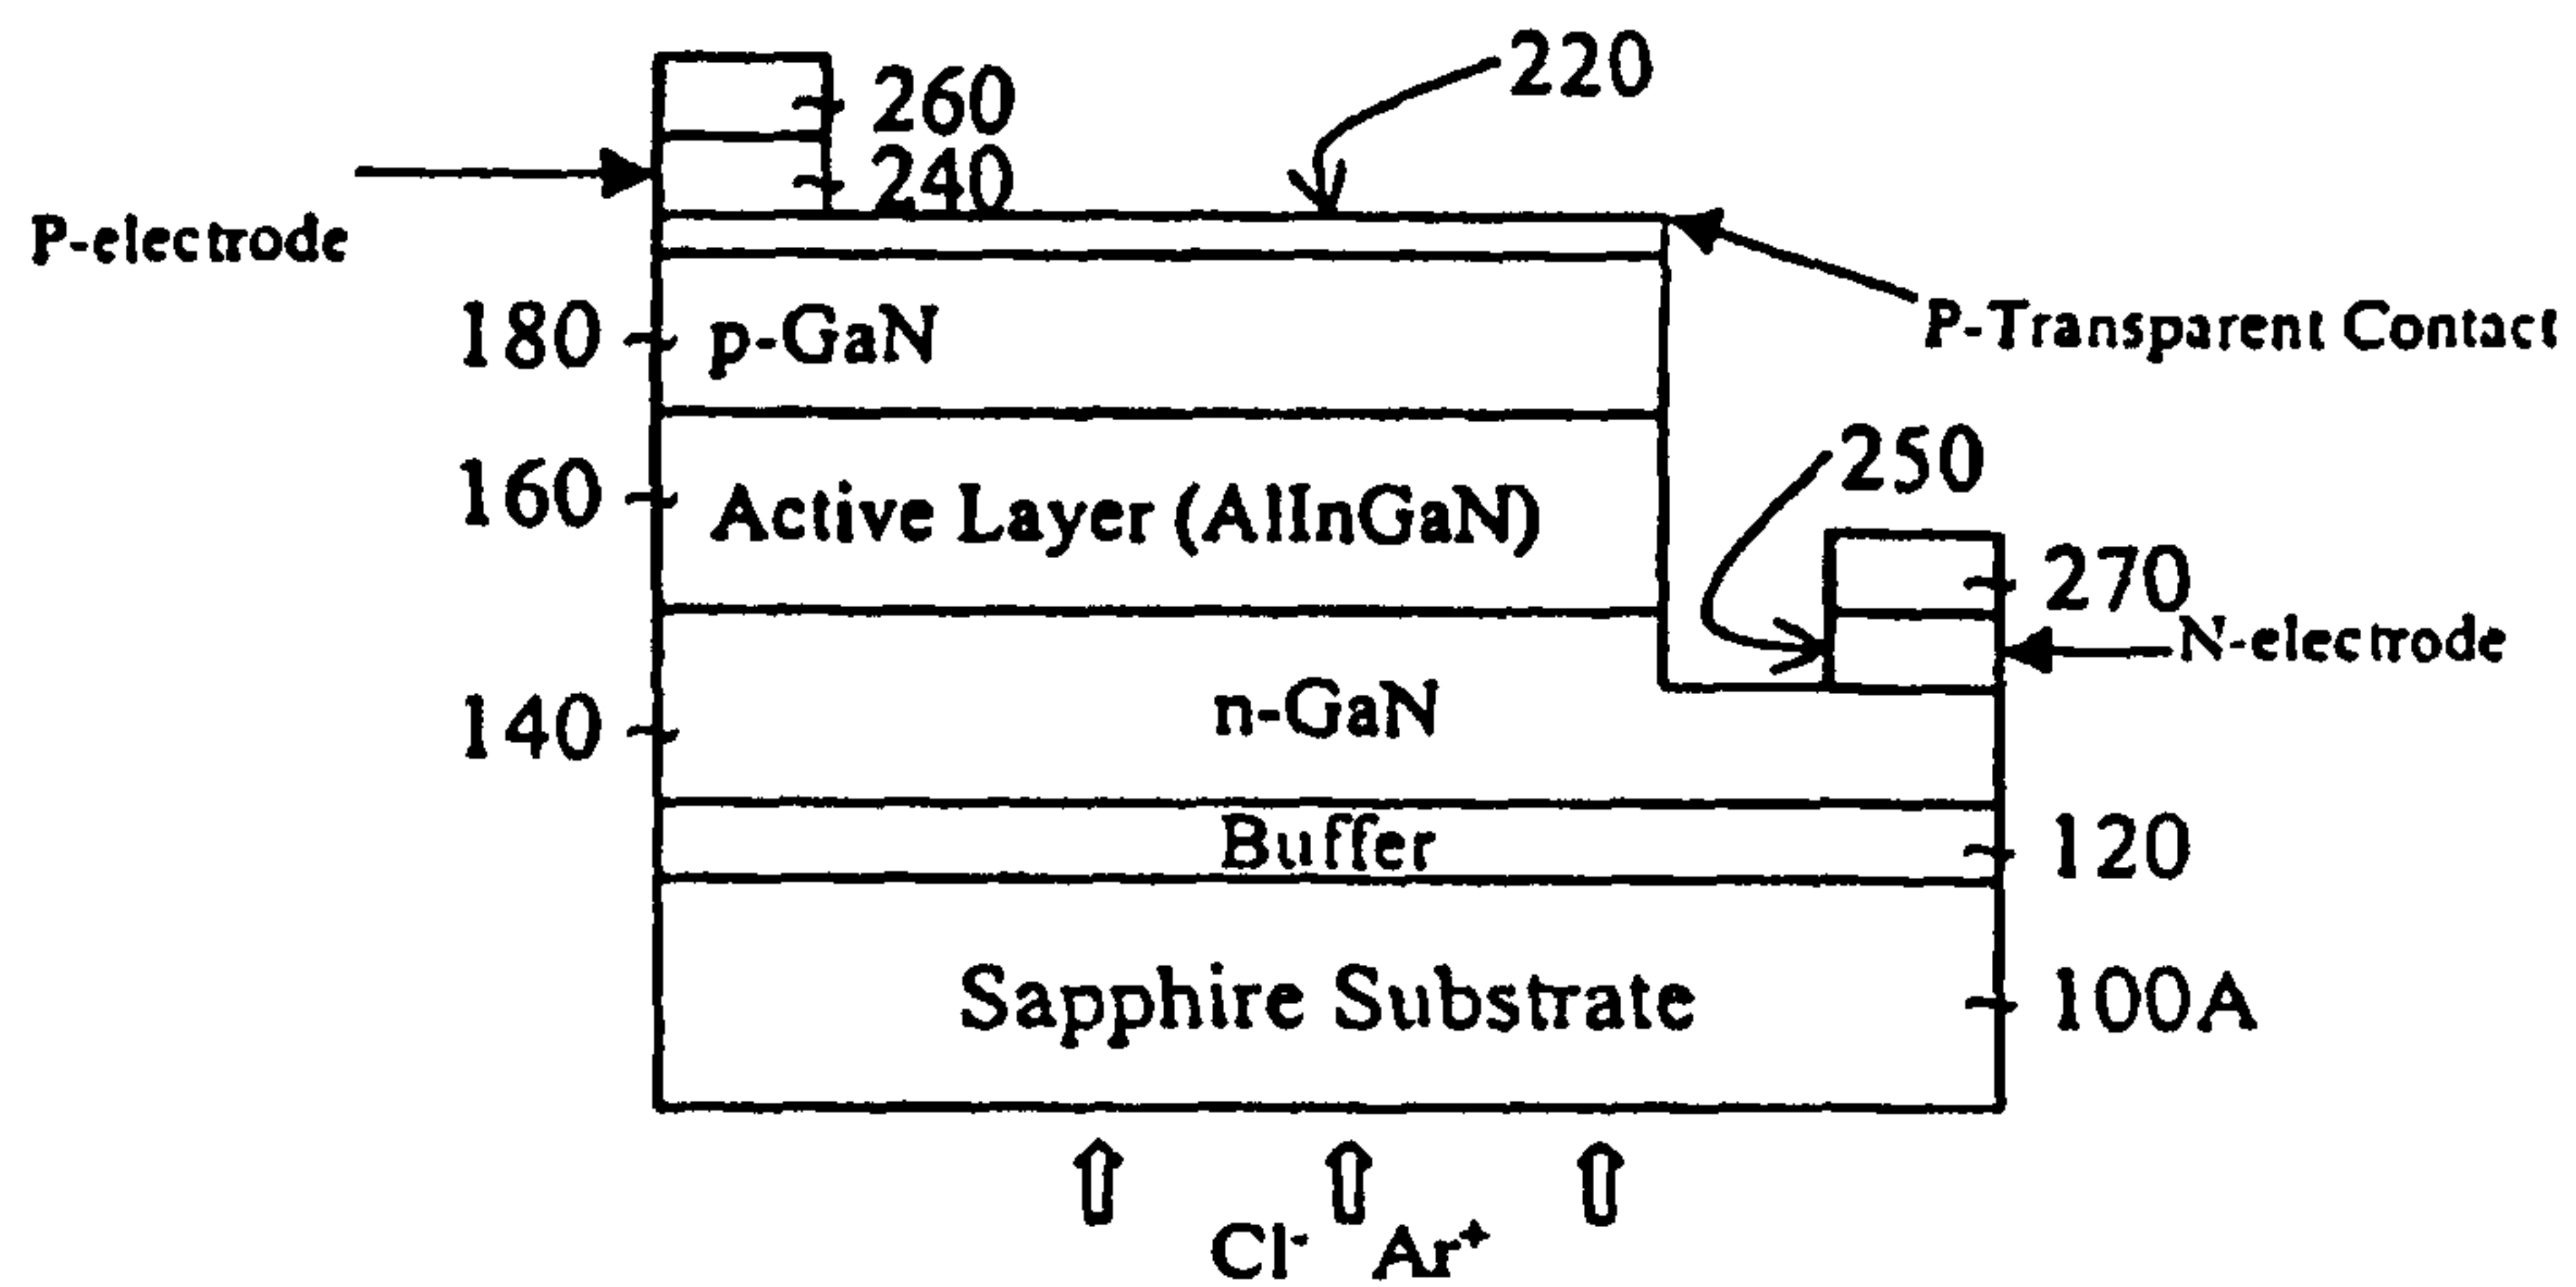 220
260
240
P-electrode
180
p-GaN
P-Transparent Contact
250
160
Active Layer (AlInGaN)
270
N-electrode
140
n-GaN
Buffer
120
Sapphire Substrate
100A
Cl- Ar+